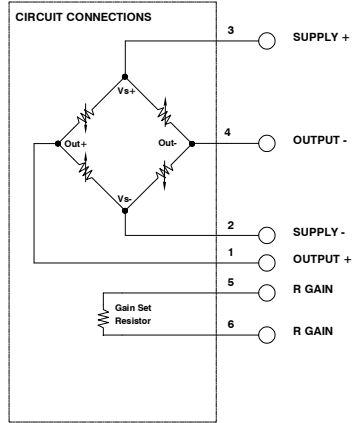 CIRCUIT CONNECTIONS
3
SUPPLY +
Vs+
4
OUTPUT -
Out+
Out-
Vs-
2
SUPPLY -
1
OUTPUT +
5
R GAIN
Gain Set
Resistor
6
R GAIN